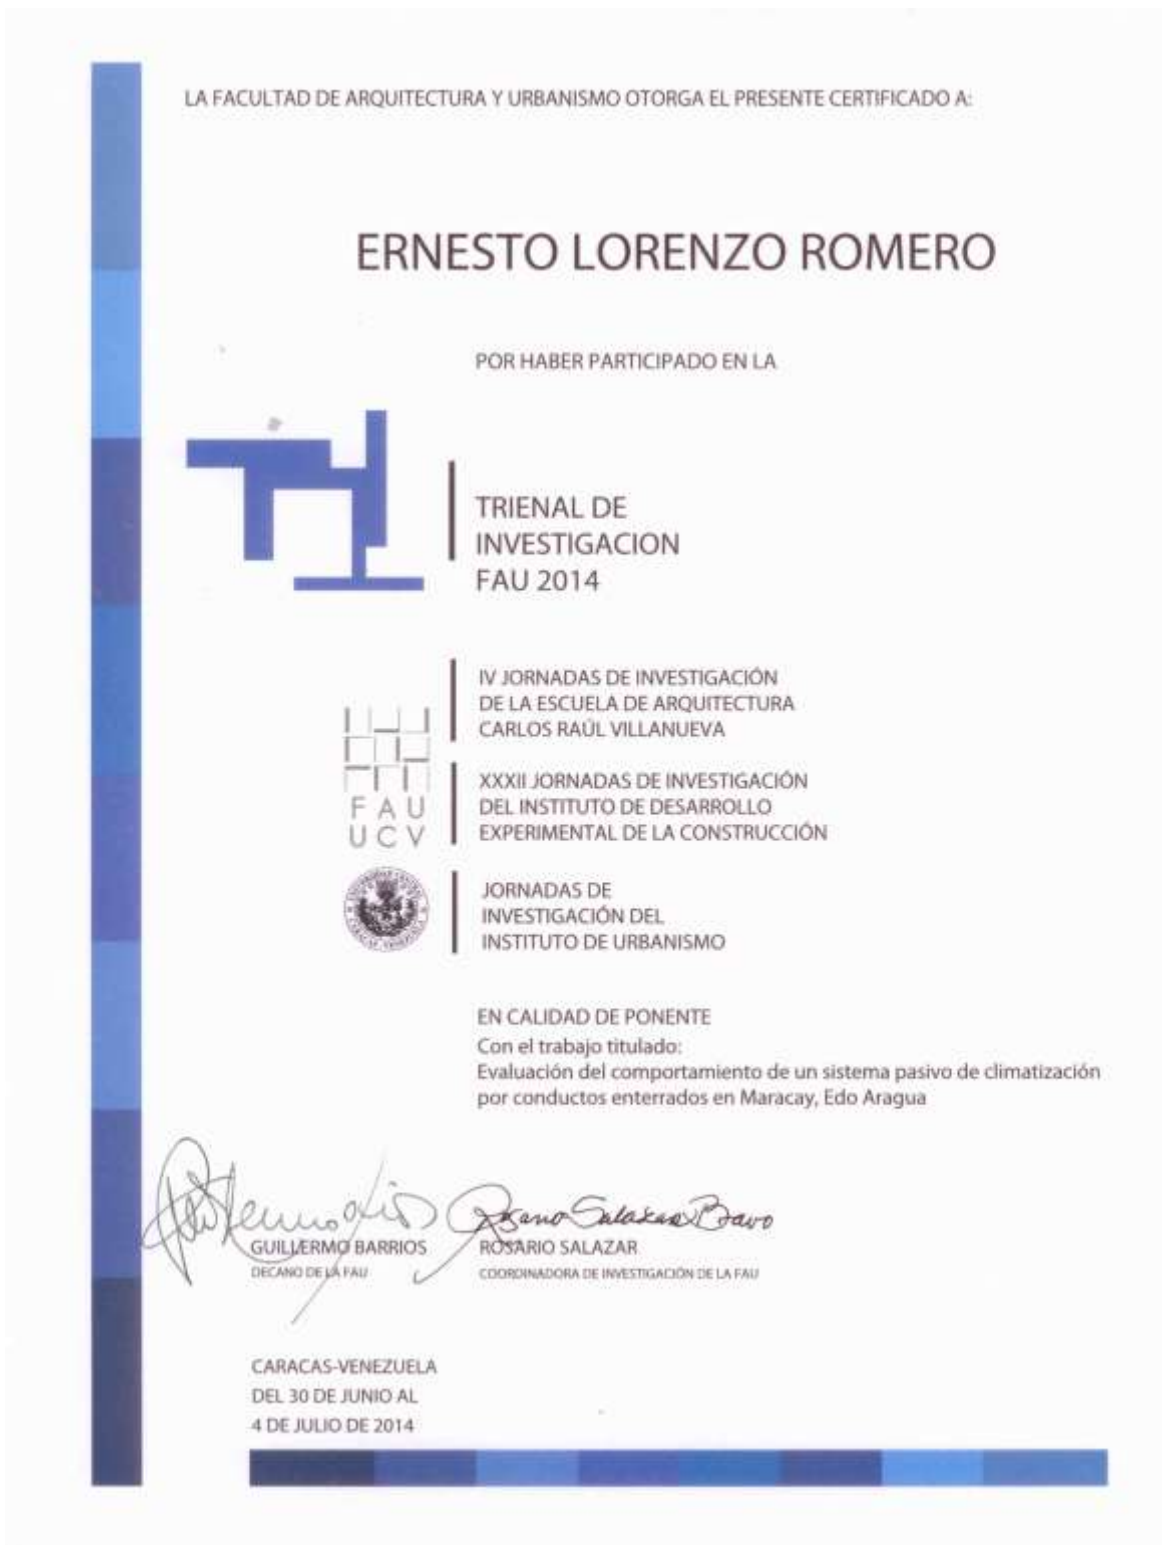 LA FACULTAD DE ARQUITECTURA Y URBANISMO OTORGA EL PRESENTE CERTIFICADO A:
ERNESTO LORENZO ROMERO
POR HABER PARTICIPADO EN LA
TRIENAL DE
INVESTIGACION
FAU 2014
IV JORNADAS DE INVESTIGACIÓN
DE LA ESCUELA DE ARQUITECTURA
CARLOS RAÚL VILLANUEVA
FAU
UCV
XXXII JORNADAS DE INVESTIGACIÓN
DEL INSTITUTO DE DESARROLLO
EXPERIMENTAL DE LA CONSTRUCCIÓN
UNIVERSIDAD CENTRAL
CARACAS VENEZUELA
JORNADAS DE
INVESTIGACIÓN DEL
INSTITUTO DE URBANISMO
EN CALIDAD DE PONENTE
Con el trabajo titulado:
Evaluación del comportamiento de un sistema pasivo de climatización
por conductos enterrados en Maracay, Edo Aragua
Rosario Salazar Bravo
GUILLERMO BARRIOS
DECANO DE LA FAU
ROSARIO SALAZAR
COORDINADORA DE INVESTIGACIÓN DE LA FAU
CARACAS-VENEZUELA
DEL 30 DE JUNIO AL
4 DE JULIO DE 2014